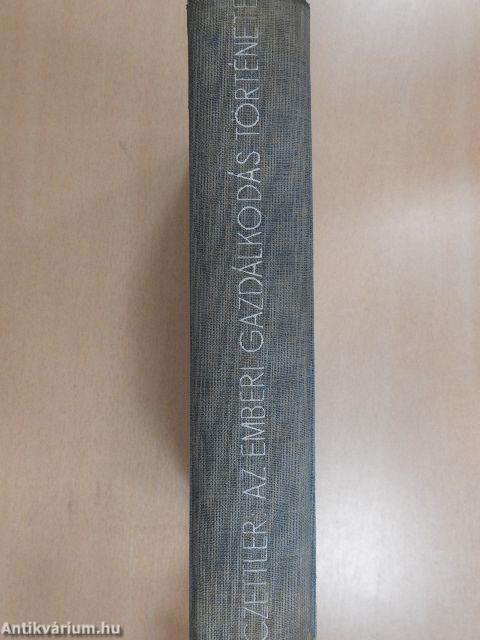 CZETTLER: AZ EMBERI GAZDÁLKODÁS TÖRTÉNETE
Antikvárium.hu